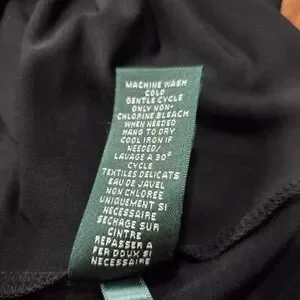 MACHINE WASH
COLD
GENTLE CYCLE
ONLY NON-
CHLORINE BLEACH
WHEN NEEDED
HANG TO DRY
COOL IRON IF
NEEDED/
LAVAGE A 30°
CYCLE
TEXTILES DELICATS
EAU DE JAVEL
NON CHLOREE
UNIQUEMENT SI
NECESSAIRE
SECHAGE SUR
CINTRE
REPASSER A
FER DOUX SI
NECESSAIRE